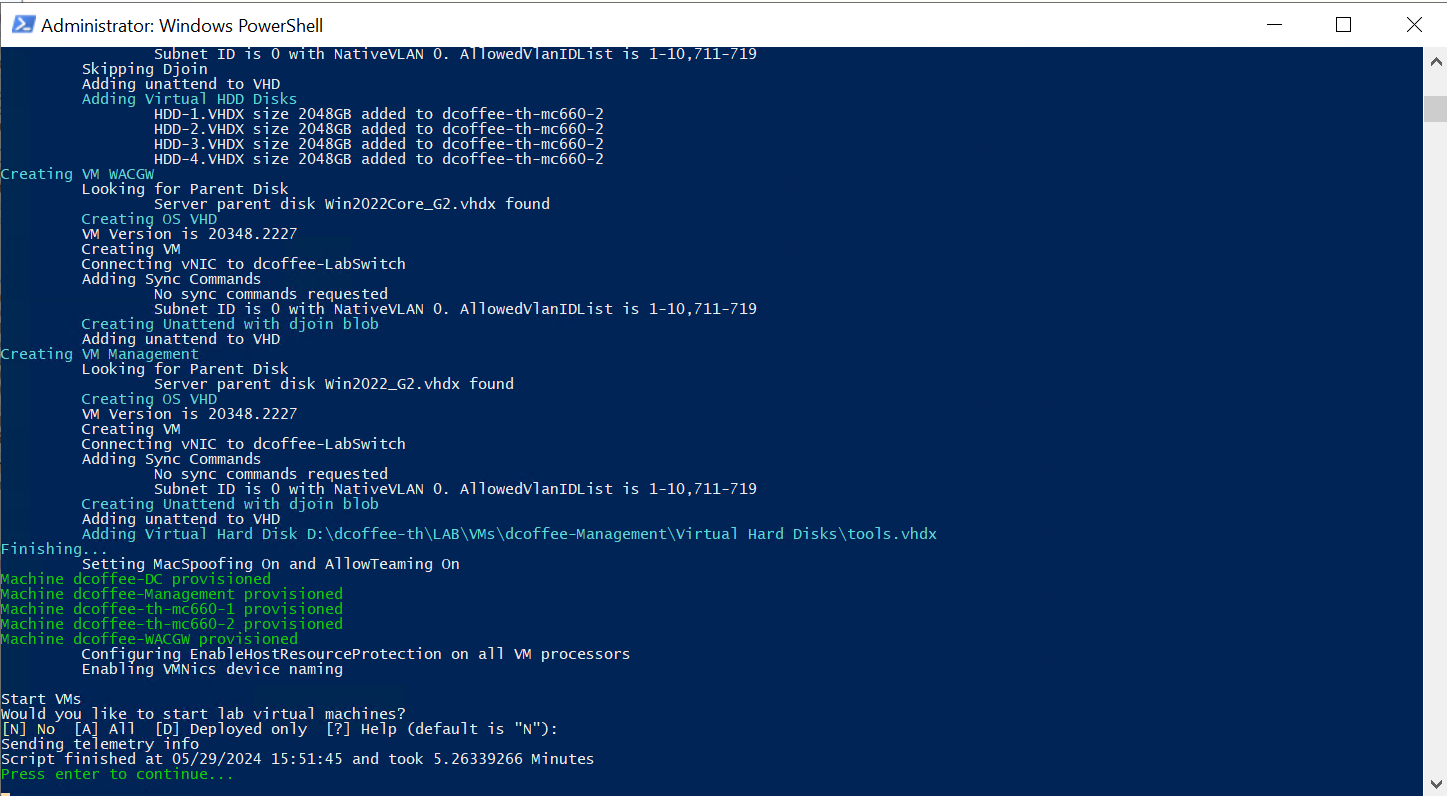 Administrator: Windows PowerShell
Subnet ID is 0 with NativeVLAN 0. AllowedVlanIDList is 1-10,711-719
Skipping Djoin
Adding unattend to VHD
Adding Virtual HDD Disks
HDD-1.VHDX size 2048GB added to dcoffee-th-mc660-2
HDD-2.VHDX size 2048GB added to dcoffee-th-mc660-2
HDD-3.VHDX size 2048GB added to dcoffee-th-mc660-2
HDD-4.VHDX size 2048GB added to dcoffee-th-mc660-2
Creating VM WACGW
Looking for Parent Disk
Server parent disk Win2022Core_G2.vhdx found
Creating OS VHD
VM Version is 20348.2227
Creating VM
Connecting vNIC to dcoffee-LabSwitch
Adding Sync Commands
No sync commands requested
Subnet ID is 0 with NativeVLAN 0. AllowedVlanIDList is 1-10,711-719
Creating Unattend with djoin blob
Adding unattend to VHD
Creating VM Management
Looking for Parent Disk
Server parent disk Win2022_G2.vhdx found
Creating OS VHD
VM Version is 20348.2227
Creating VM
Connecting vNIC to dcoffee-LabSwitch
Adding Sync Commands
No sync commands requested
Subnet ID is 0 with NativeVLAN 0. AllowedVlanIDList is 1-10,711-719
Creating Unattend with djoin blob
Adding unattend to VHD
Adding Virtual Hard Disk D:\dcoffee-th\LAB\VMs\dcoffee-Management\Virtual Hard Disks\tools.vhdx
Finishing...
Setting MacSpoofing On and AllowTeaming On
Machine dcoffee-DC provisioned
Machine dcoffee-Management provisioned
Machine dcoffee-th-mc660-1 provisioned
Machine dcoffee-th-mc660-2 provisioned
Machine dcoffee-WACGW provisioned
Configuring EnableHostResourceProtection on all VM processors
Enabling VMNics device naming
Start VMs
Would you like to start lab virtual machines?
[N] No  [A] All  [D] Deployed only  [?] Help (default is "N"):
Sending telemetry info
Script finished at 05/29/2024 15:51:45 and took 5.26339266 Minutes
Press enter to continue...